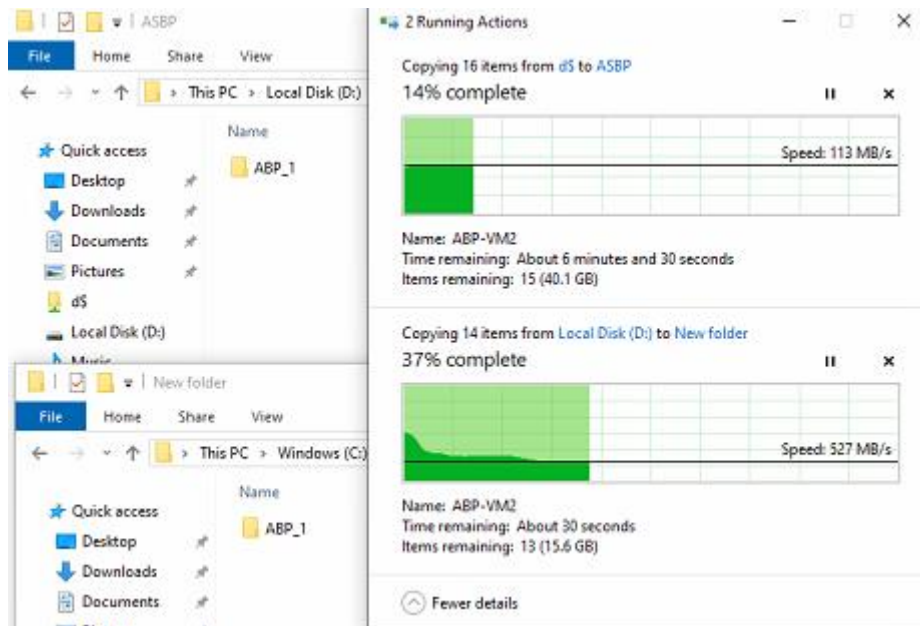 ASBP
File Home Share View
This PC > Local Disk (D:)
Name
Quick access
ABP_1
Desktop
Downloads
Documents
Pictures
d$
Local Disk (D:)
Music
New folder
File Home Share View
This PC > Windows (C:)
Name
Quick access
ABP_1
Desktop
Downloads
Documents
2 Running Actions
Copying 16 items from d$ to ASBP
14% complete
Speed: 113 MB/s
Name: ABP-VM2
Time remaining: About 6 minutes and 30 seconds
Items remaining: 15 (40.1 GB)
Copying 14 items from Local Disk (D:) to New folder
37% complete
Speed: 527 MB/s
Name: ABP-VM2
Time remaining: About 30 seconds
Items remaining: 13 (15.6 GB)
Fewer details